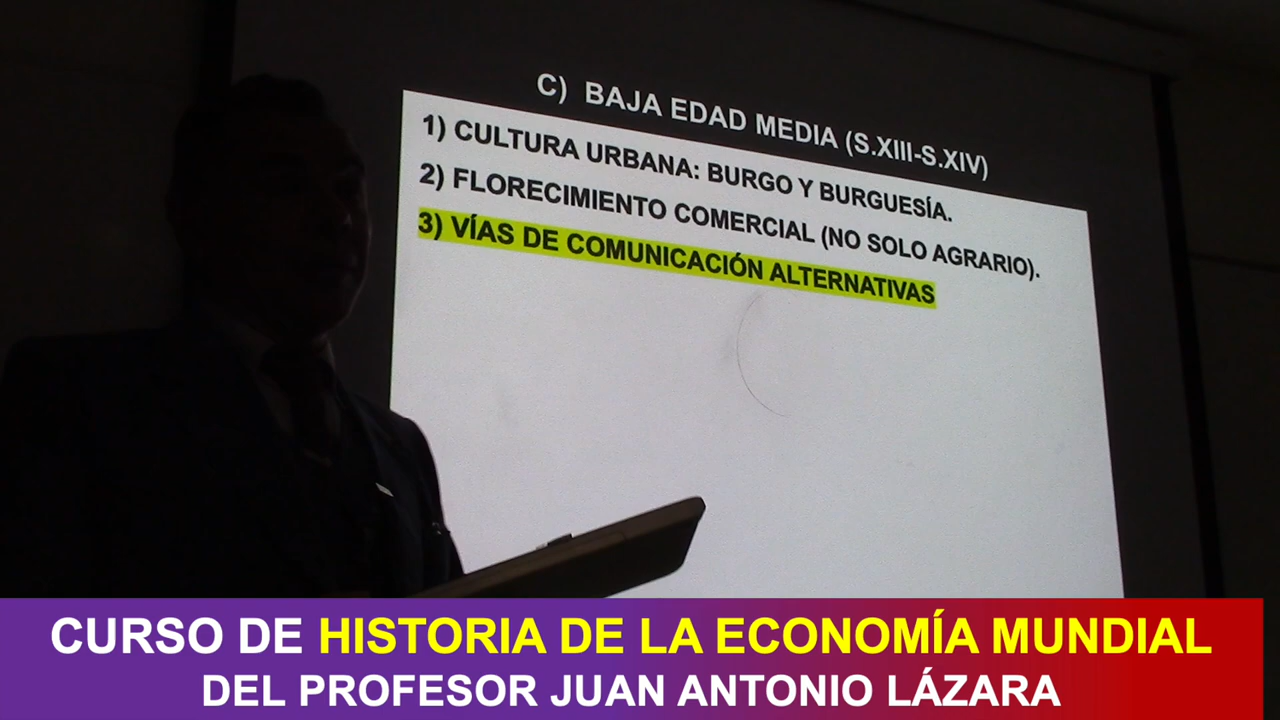 C) BAJA EDAD MEDIA (S.XIII-S.XIV)
1) CULTURA URBANA: BURGO Y BURGUESÍA.
2) FLORECIMIENTO COMERCIAL (NO SOLO AGRARIO).
3) VÍAS DE COMUNICACIÓN ALTERNATIVAS
CURSO DE HISTORIA DE LA ECONOMÍA MUNDIAL
DEL PROFESOR JUAN ANTONIO LÁZARA